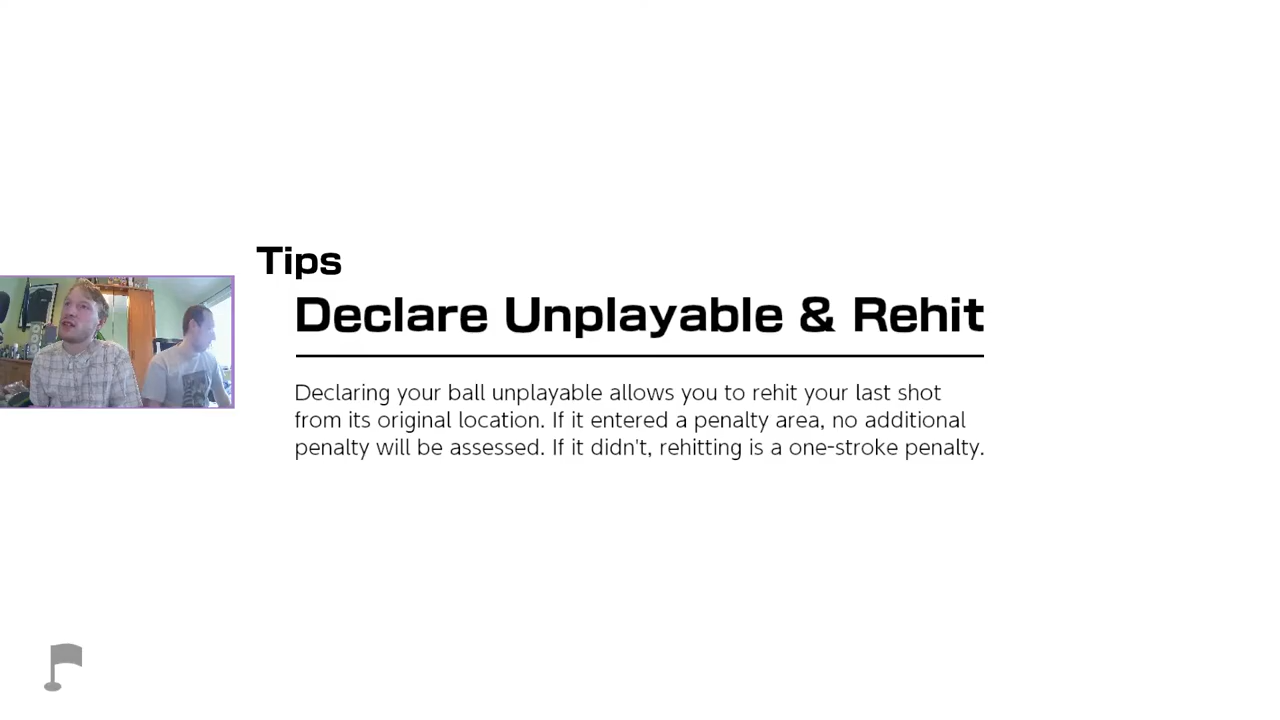 Tips
Declare Unplayable & Rehit
Declaring your ball unplayable allows you to rehit your last shot
from its original location. If it entered a penalty area, no additional
penalty will be assessed. If it didn't, rehitting is a one-stroke penalty.